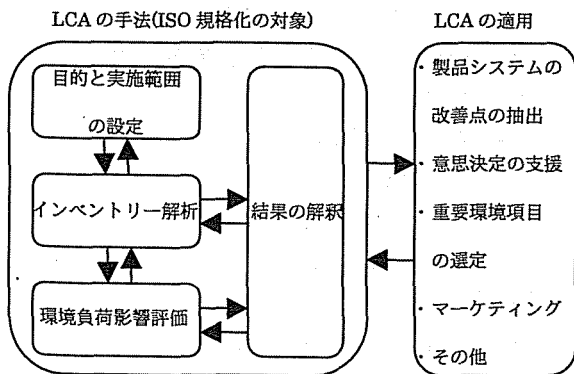 LCA の手法(ISO 規格化の対象)
目的と実施範囲
の設定
インベントリー解析
環境負荷影響評価
結果の解釈
LCA の適用
・製品システムの
改善点の抽出
・意思決定の支援
・重要環境項目
の選定
・マーケティング
・その他